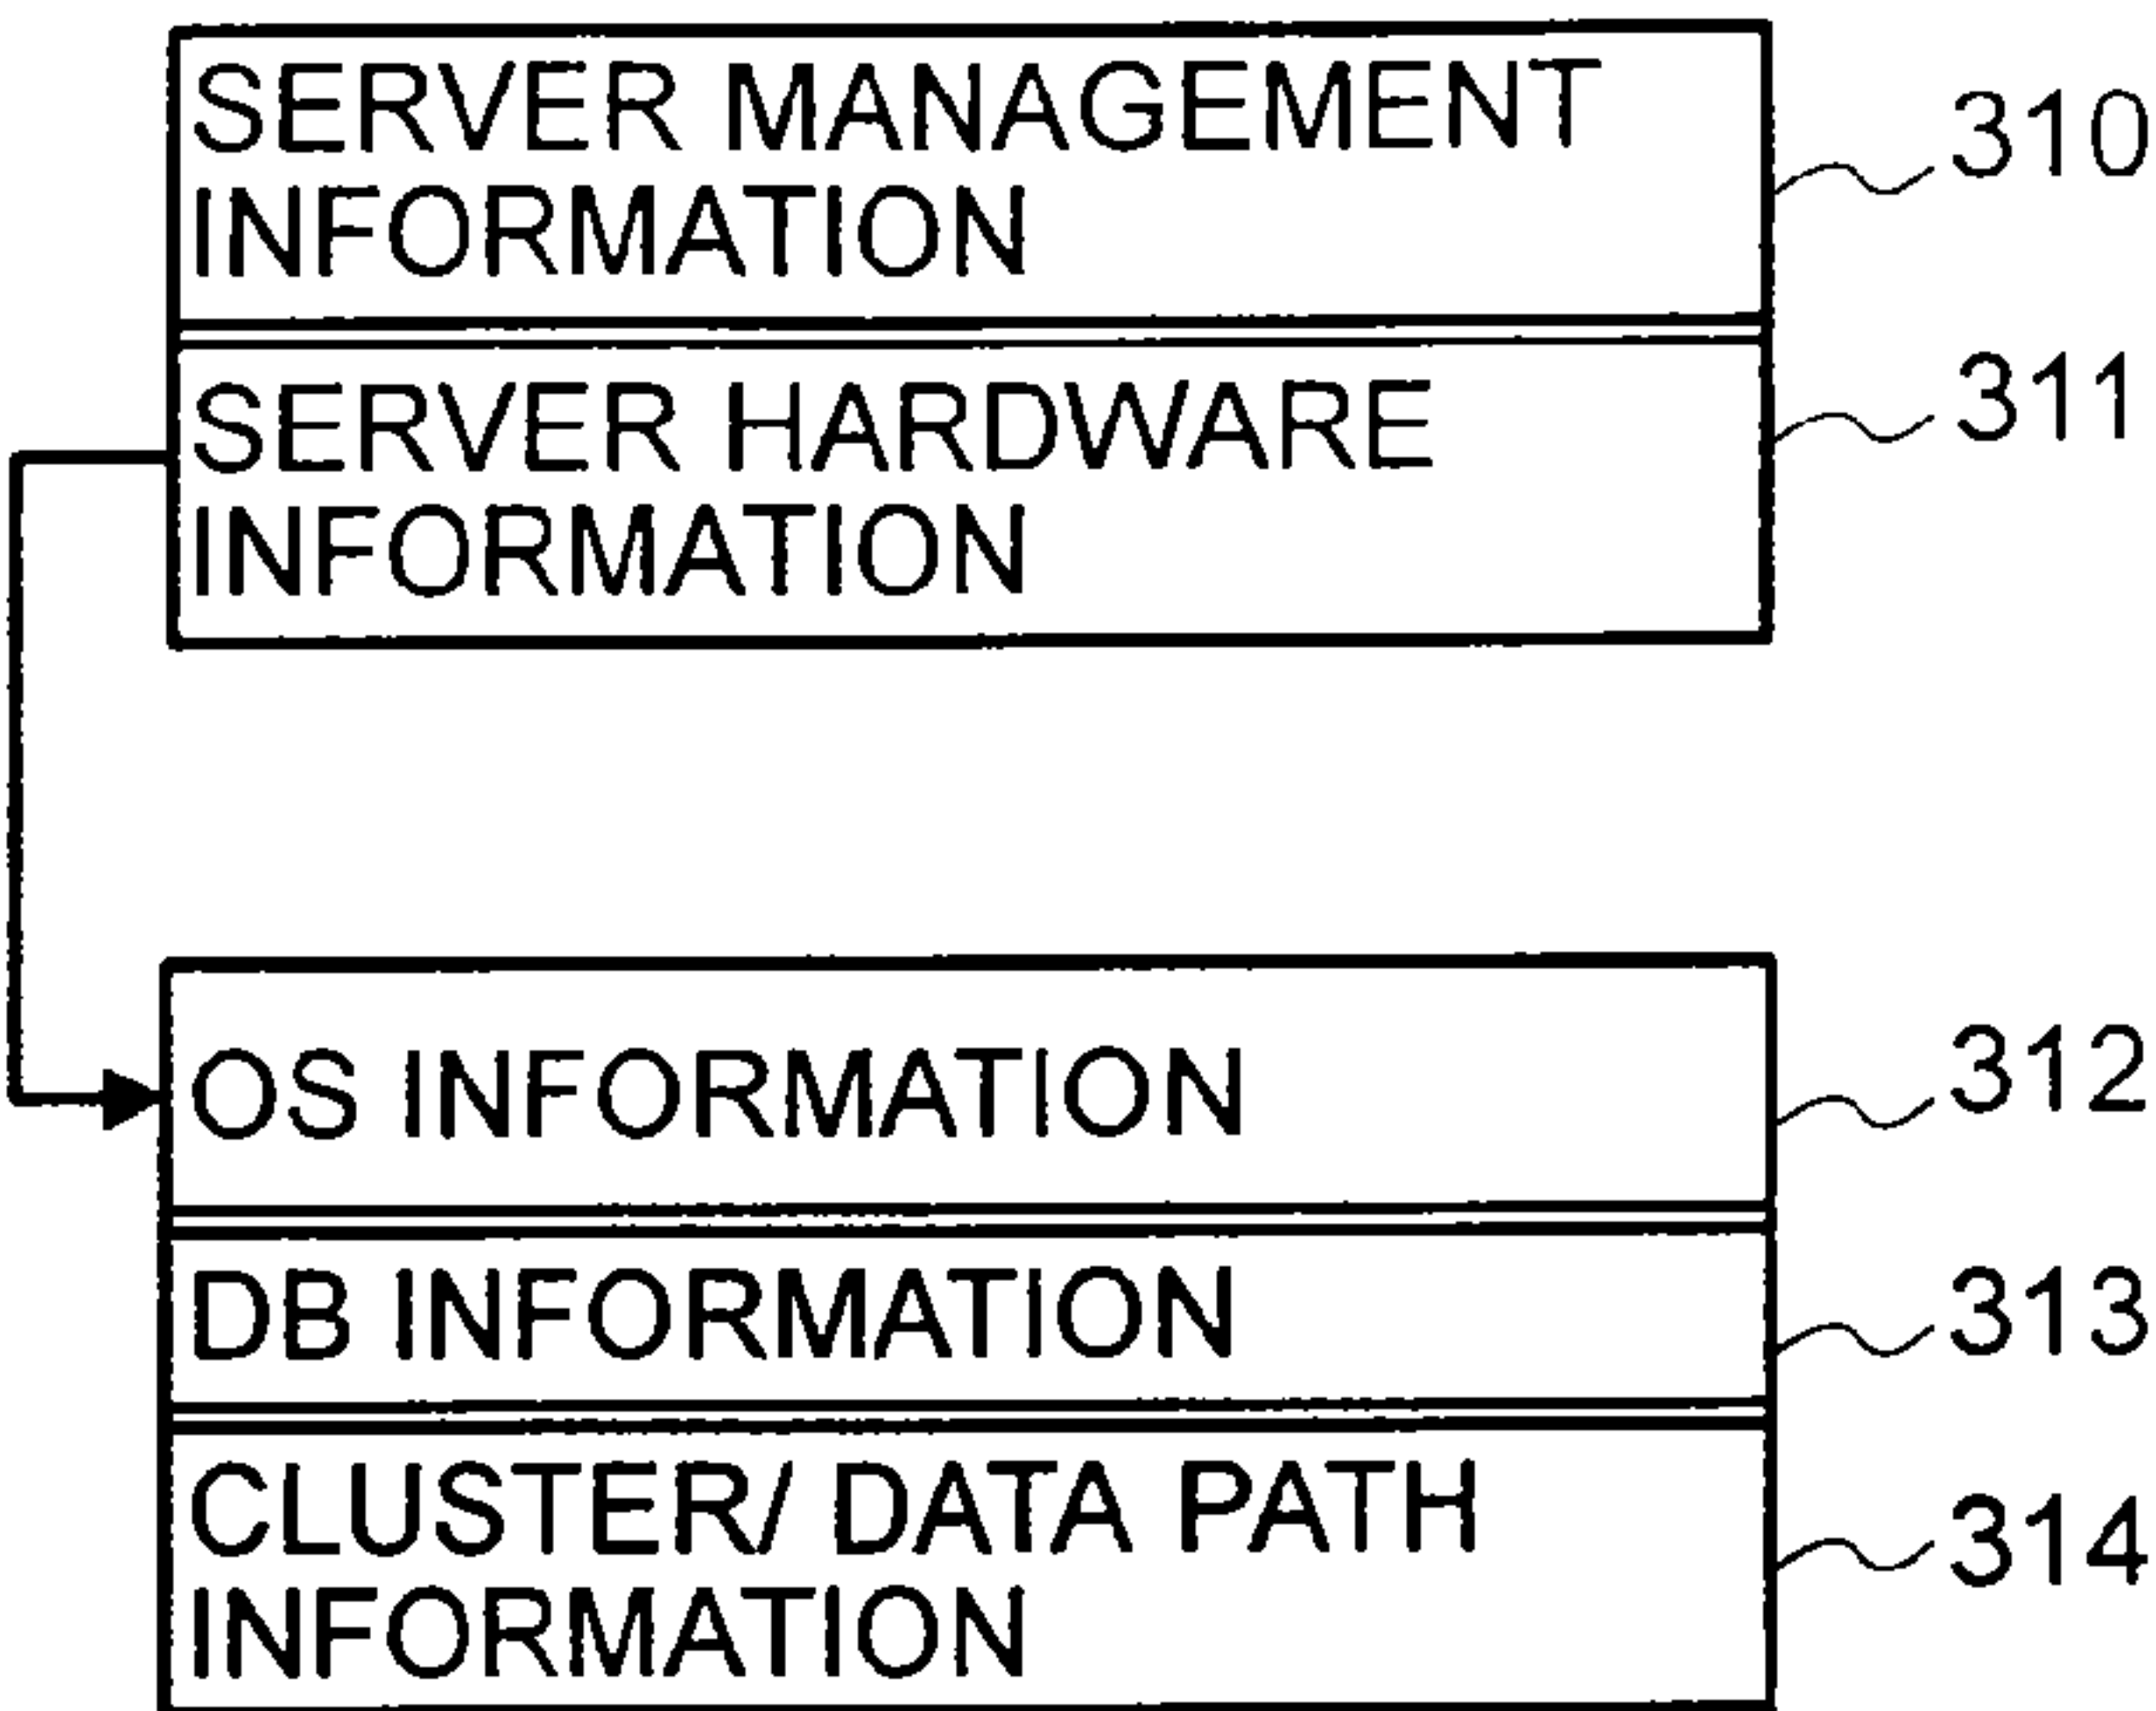 SERVER MANAGEMENT
INFORMATION
310
SERVER HARDWARE
INFORMATION
311
OS INFORMATION
312
DB INFORMATION
313
CLUSTER/ DATA PATH
INFORMATION
314